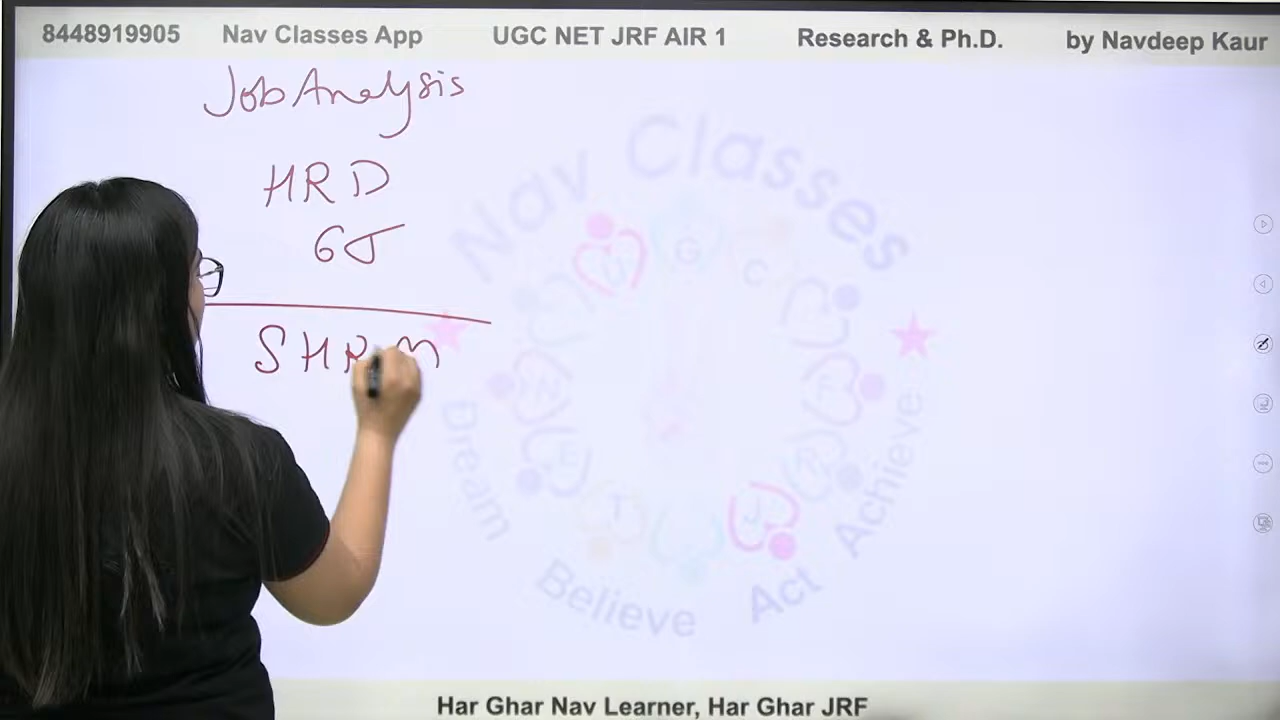 8448919905 Nav Classes App UGC NET JRF AIR 1 Research & Ph.D. by Navdeep Kaur
Job Analysis
HRD
6σ
SHRM
Nav Classes
Dream Believe Act Achieve
Har Ghar Nav Learner, Har Ghar JRF